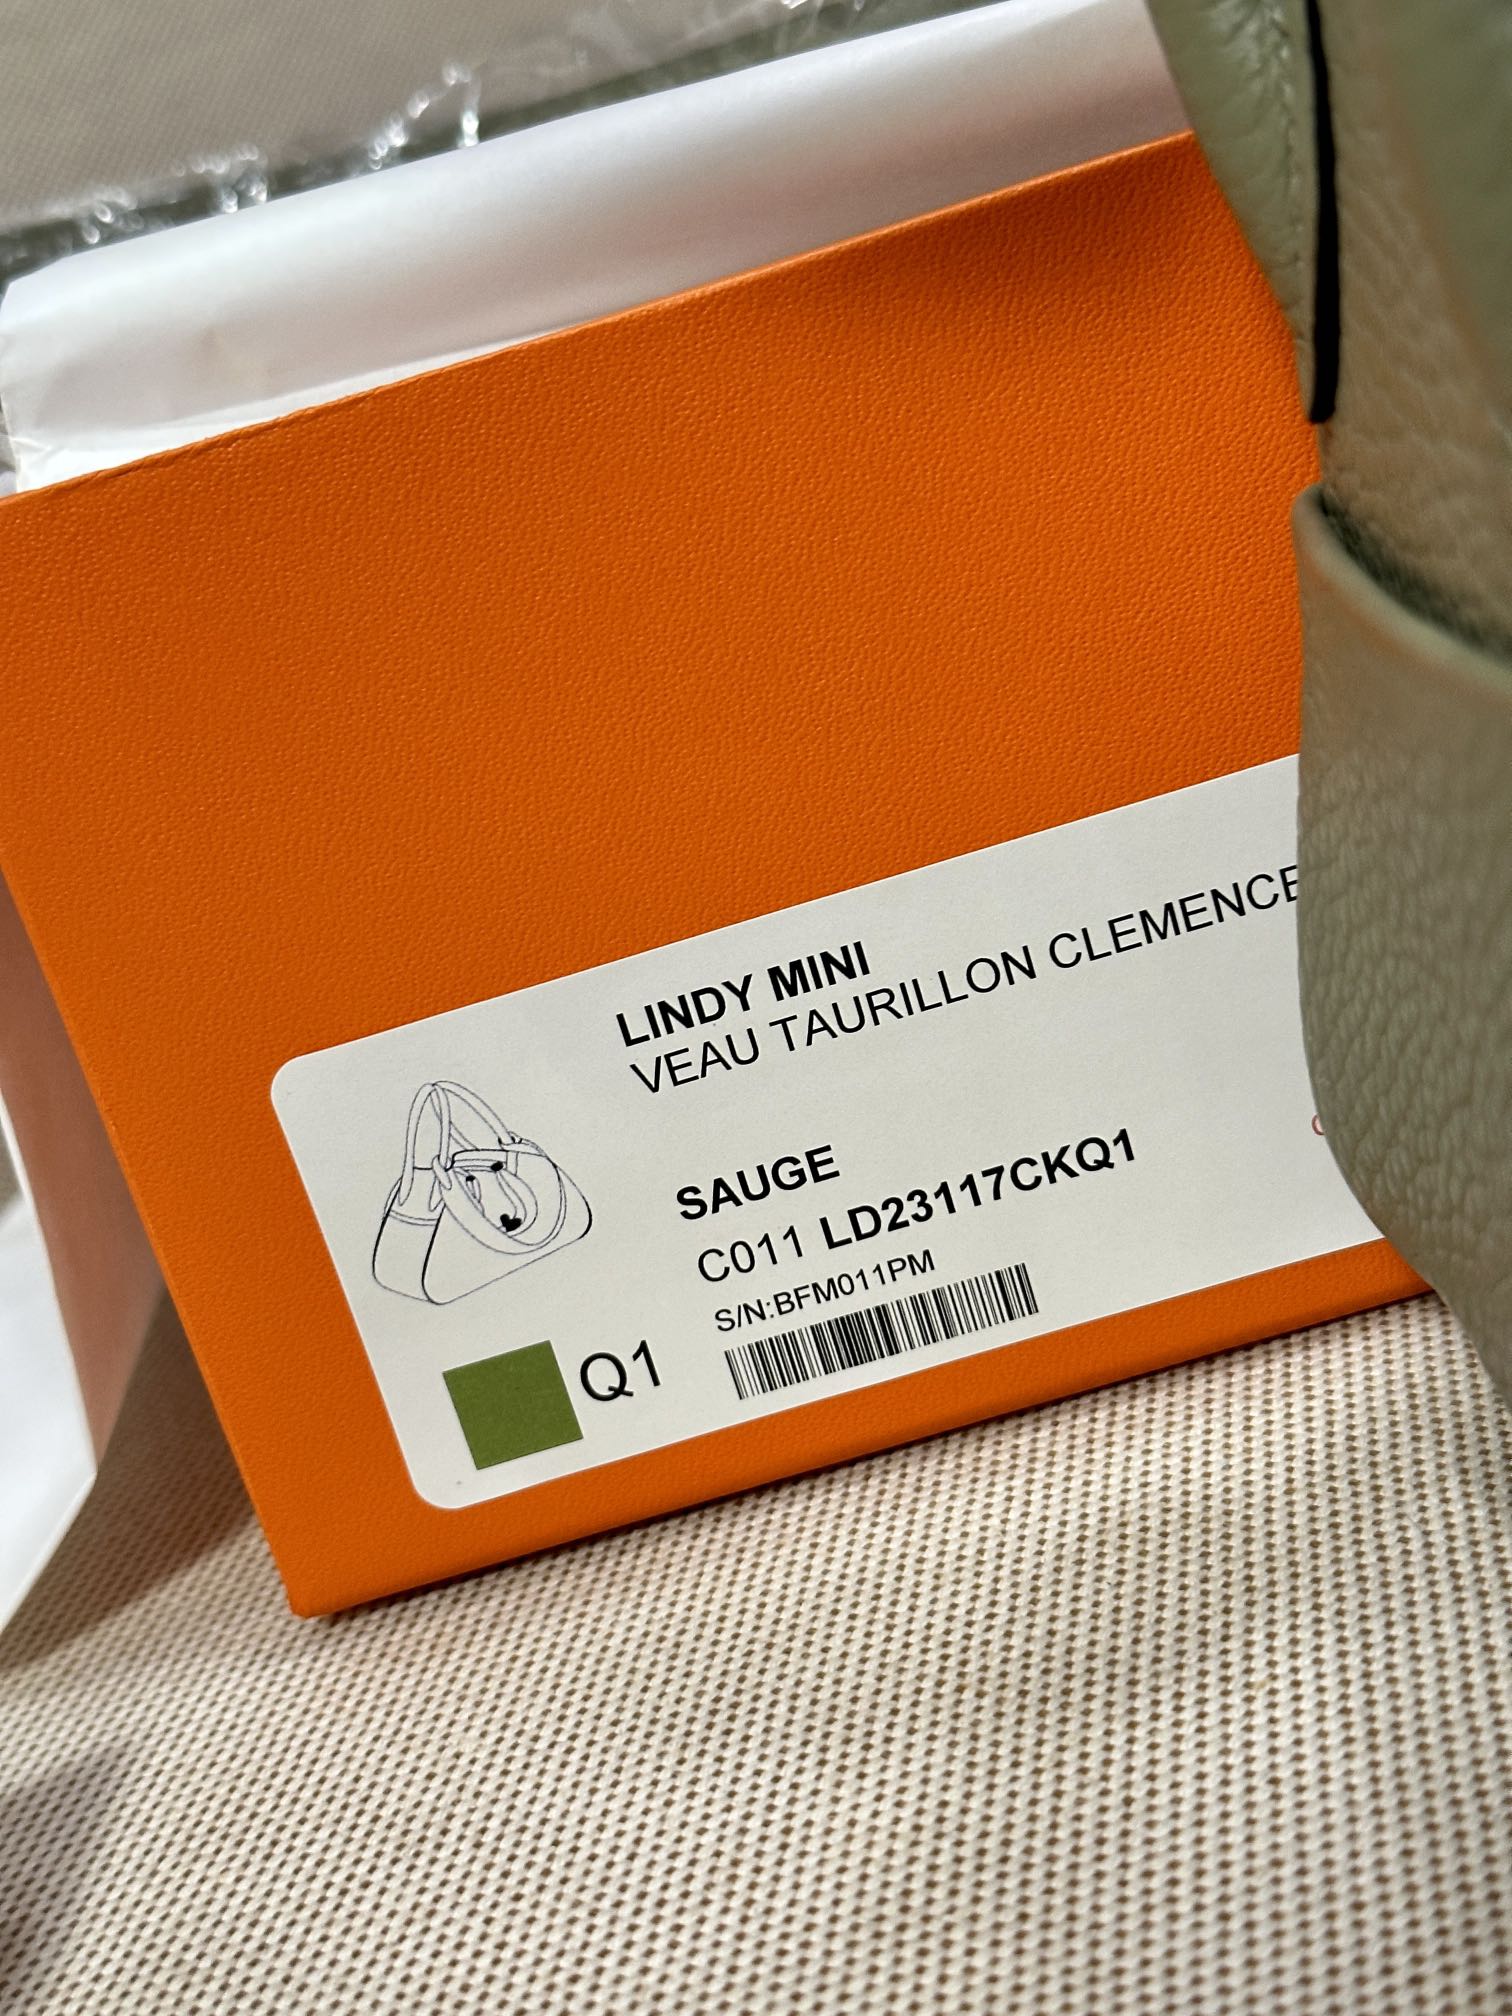 LINDY MINI
VEAU TAURILLON CLEMENCE
SAUGE
C011 LD23117CKQ1
S/N:BFM011PM
Q1